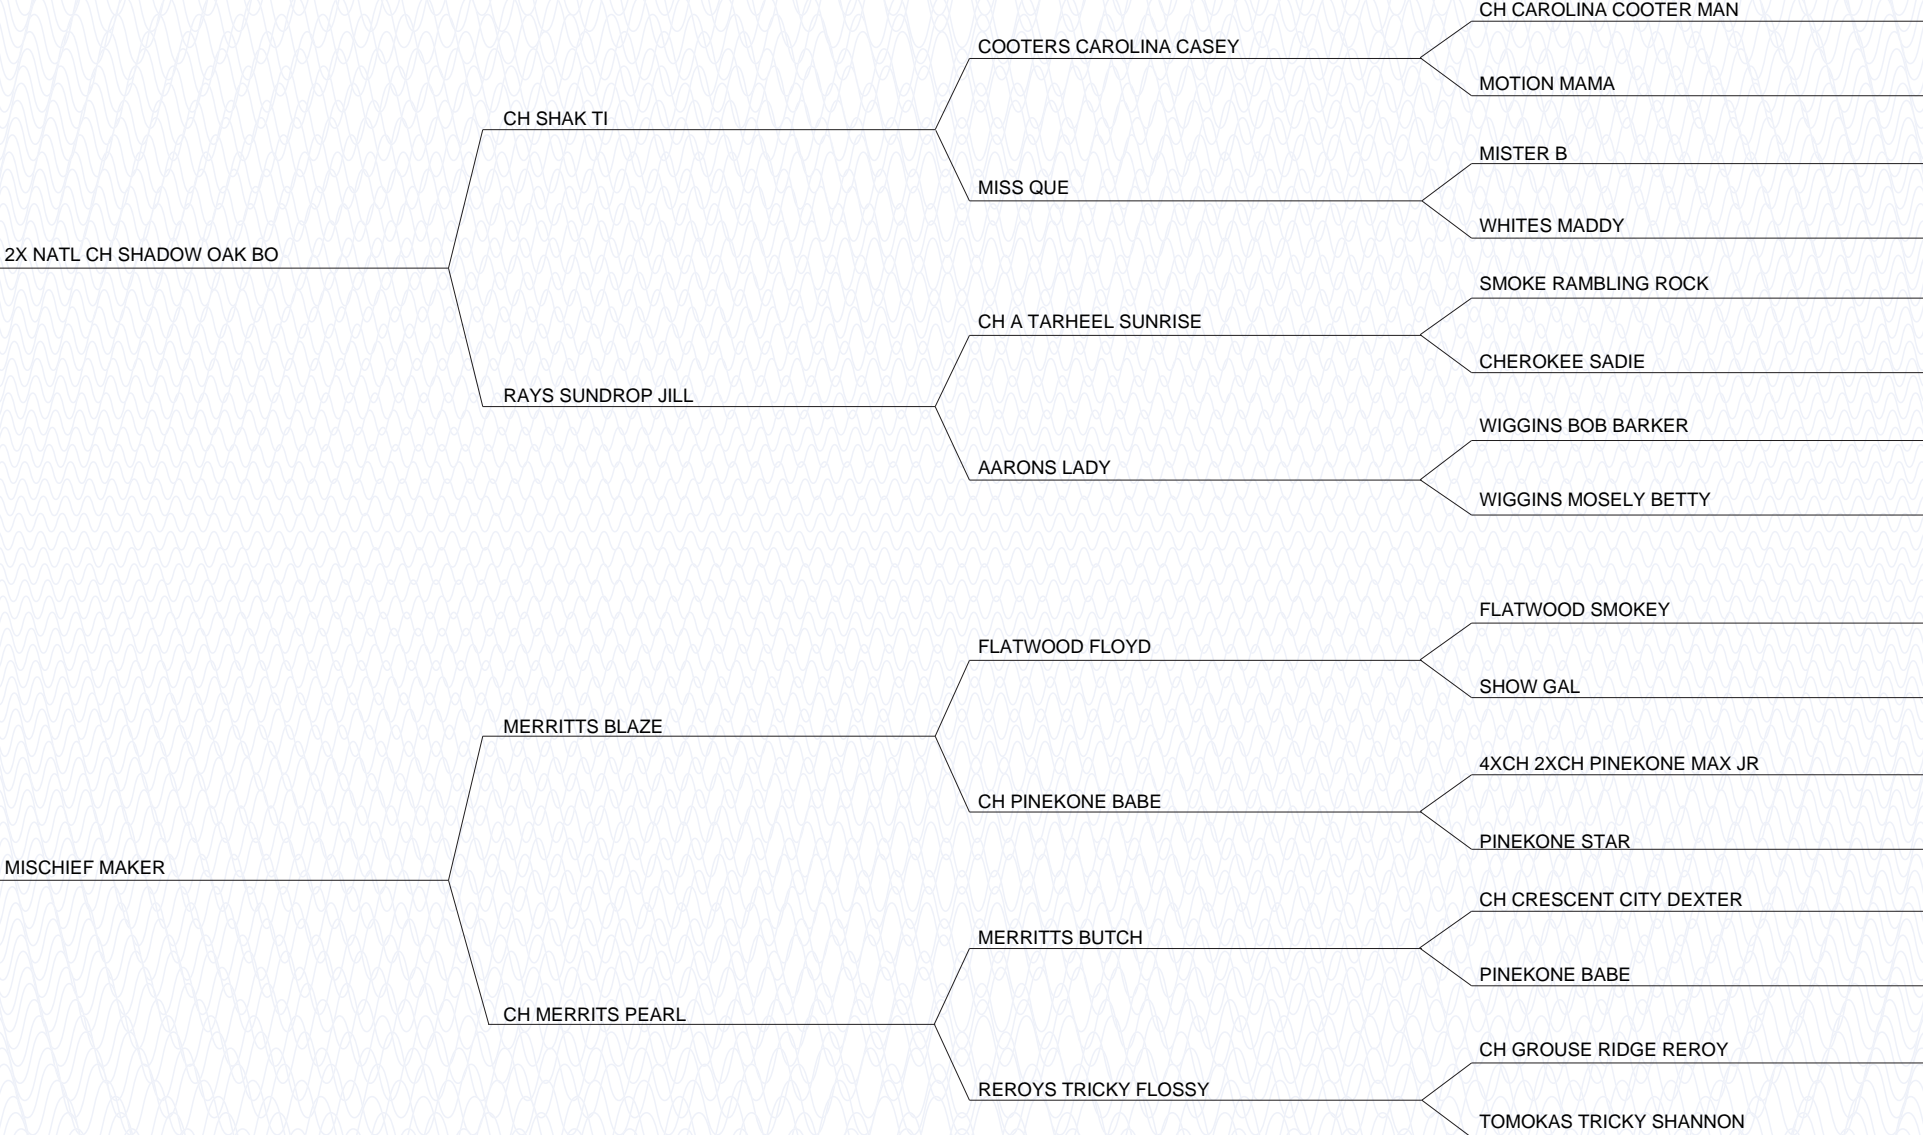 CH CAROLINA COOTER MAN
COOTERS CAROLINA CASEY
MOTION MAMA
CH SHAK TI
MISTER B
MISS QUE
WHITES MADDY
2X NATL CH SHADOW OAK BO
SMOKE RAMBLING ROCK
CH A TARHEEL SUNRISE
CHEROKEE SADIE
RAYS SUNDROP JILL
WIGGINS BOB BARKER
AARONS LADY
WIGGINS MOSELY BETTY
FLATWOOD SMOKEY
FLATWOOD FLOYD
SHOW GAL
MERRITTS BLAZE
4XCH 2XCH PINEKONE MAX JR
CH PINEKONE BABE
PINEKONE STAR
MISCHIEF MAKER
CH CRESCENT CITY DEXTER
MERRITTS BUTCH
PINEKONE BABE
CH MERRITS PEARL
CH GROUSE RIDGE REROY
REROYS TRICKY FLOSSY
TOMOKAS TRICKY SHANNON